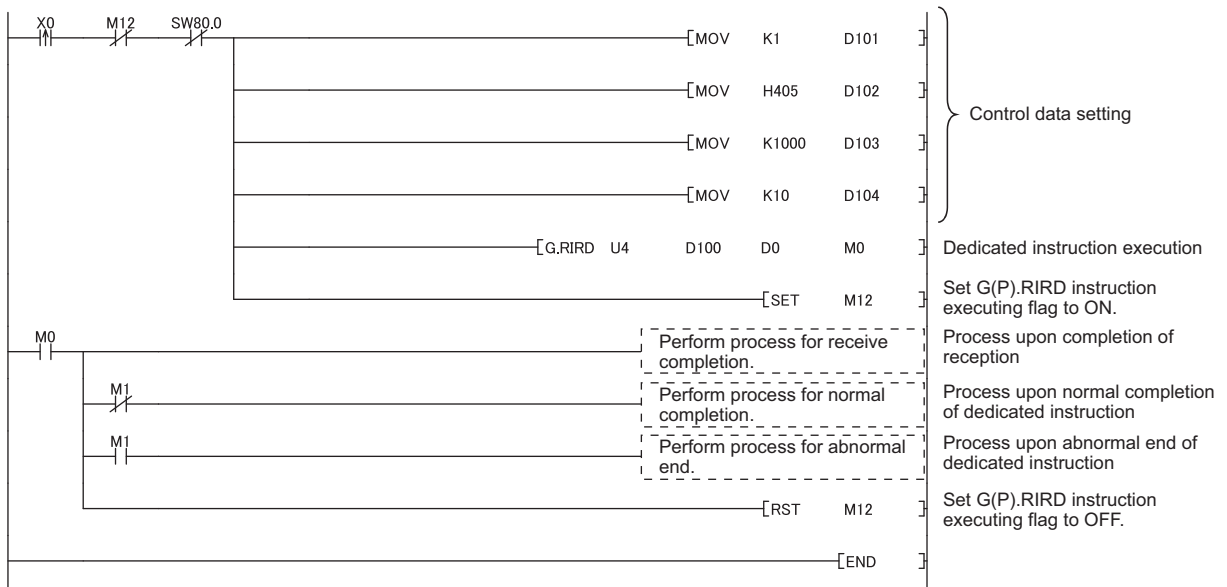 X0 M12 SW80.0
[MOV K1 D101 ]
[MOV H405 D102 ]
Control data setting
[MOV K1000 D103 ]
[MOV K10 D104 ]
[G.RIRD U4 D100 D0 M0 ] Dedicated instruction execution
[SET M12 ] Set G(P).RIRD instruction
executing flag to ON.
M0
Perform process for receive
completion.
Process upon completion of
reception
M1
Perform process for normal
completion.
Process upon normal completion
of dedicated instruction
M1
Perform process for abnormal
end.
Process upon abnormal end of
dedicated instruction
[RST M12 ] Set G(P).RIRD instruction
executing flag to OFF.
[END ]